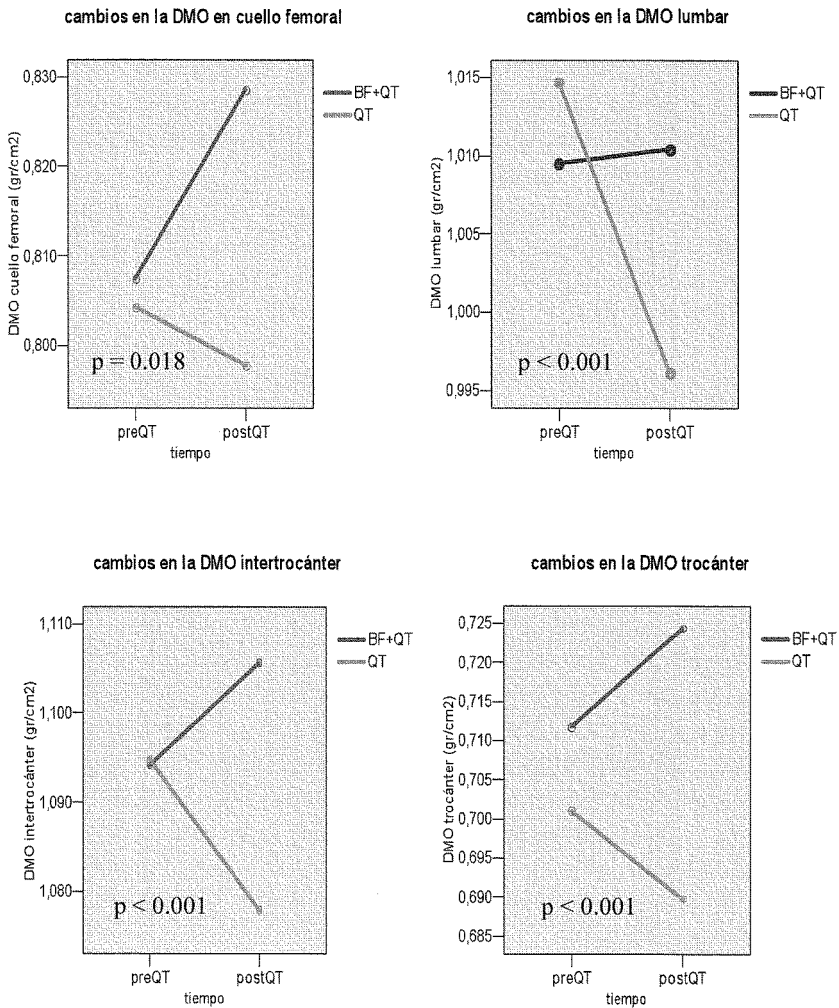 cambios en la DMO en cuello femoral
DMO cuello femoral (gr/cm2)
0,830
0,820
0,810
0,800
BF+QT
QT
p = 0.018
preQT
postQT
tiempo
cambios en la DMO lumbar
DMO lumbar (gr/cm2)
1,015
1,010
1,005
1,000
0,995
BF+QT
QT
p < 0.001
preQT
postQT
tiempo
cambios en la DMO intertrocánter
DMO intertrocánter (gr/cm2)
1,110
1,100
1,090
1,080
BF+QT
QT
p < 0.001
preQT
postQT
tiempo
cambios en la DMO trocánter
DMO trocánter (gr/cm2)
0,725
0,720
0,715
0,710
0,705
0,700
0,695
0,690
0,685
BF+QT
QT
p < 0.001
preQT
postQT
tiempo